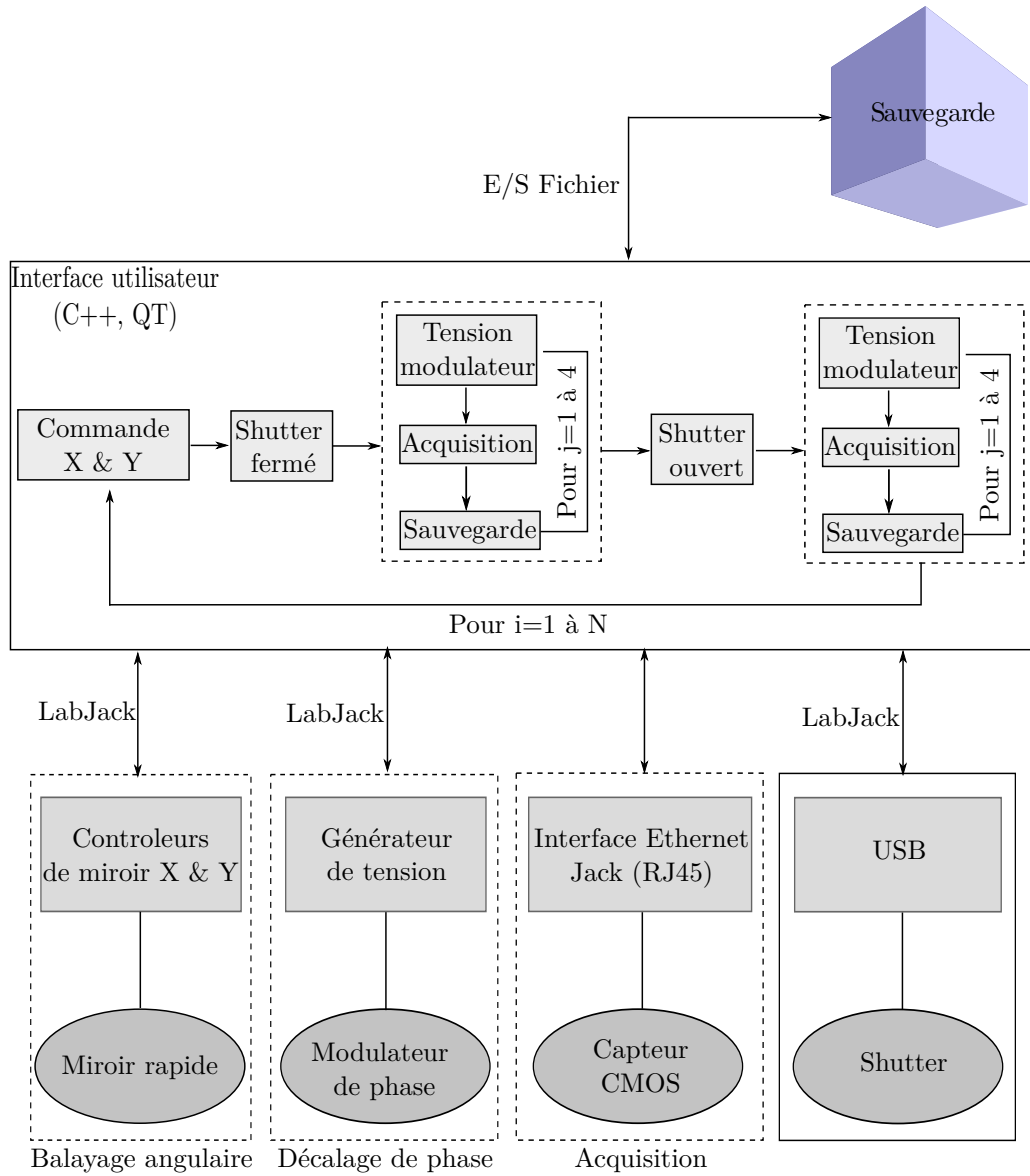 Sauvegarde
E/S Fichier
Interface utilisateur
(C++, QT)
Commande
X & Y
Shutter
fermé
Tension
modulateur
Acquisition
Sauvegarde
Pour j=1 à 4
Shutter
ouvert
Tension
modulateur
Acquisition
Sauvegarde
Pour j=1 à 4
Pour i=1 à N
LabJack
LabJack
LabJack
Controleurs
de miroir X & Y
Générateur
de tension
Interface Ethernet
Jack (RJ45)
USB
Miroir rapide
Modulateur
de phase
Capteur
CMOS
Shutter
Balayage angulaire
Décalage de phase
Acquisition